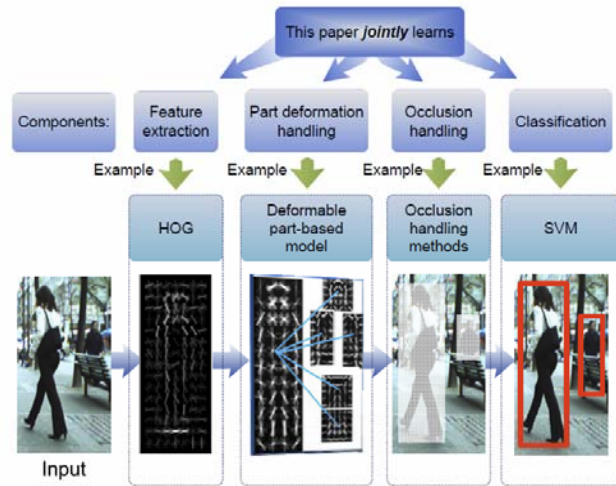 This paper jointly learns
Components:
Feature
extraction
Part deformation
handling
Occlusion
handling
Classification
Example
Example
Example
Example
HOG
Deformable
part-based
model
Occlusion
handling
methods
SVM
Input